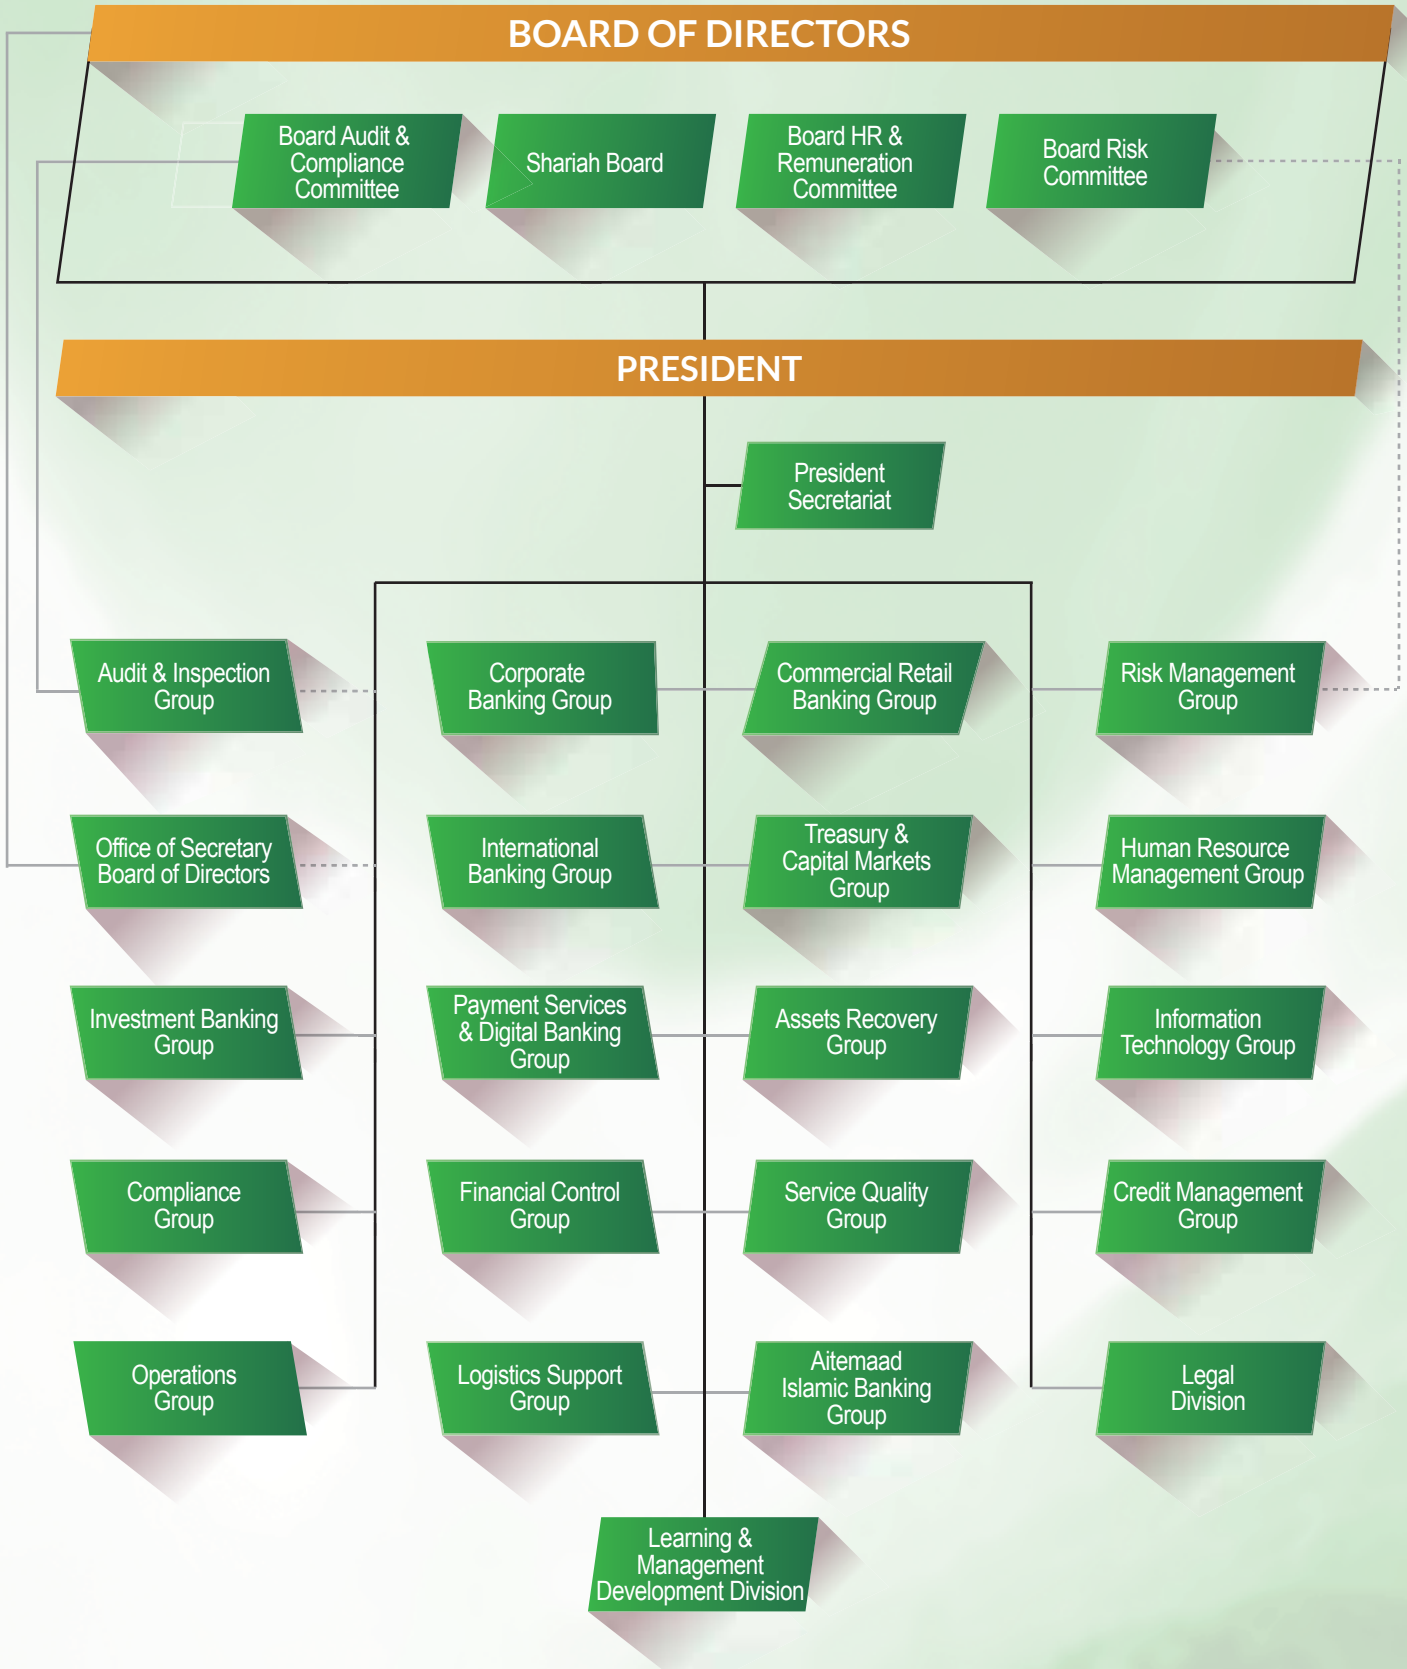 BOARD OF DIRECTORS
Board Audit &
Compliance
Committee
Shariah Board
Board HR &
Remuneration
Committee
Board Risk
Committee
PRESIDENT
President
Secretariat
Audit & Inspection
Group
Corporate
Banking Group
Commercial Retail
Banking Group
Risk Management
Group
Office of Secretary
Board of Directors
International
Banking Group
Treasury &
Capital Markets
Group
Human Resource
Management Group
Investment Banking
Group
Payment Services
& Digital Banking
Group
Assets Recovery
Group
Information
Technology Group
Compliance
Group
Financial Control
Group
Service Quality
Group
Credit Management
Group
Operations
Group
Logistics Support
Group
Aitemaad
Islamic Banking
Group
Legal
Division
Learning &
Management
Development Division